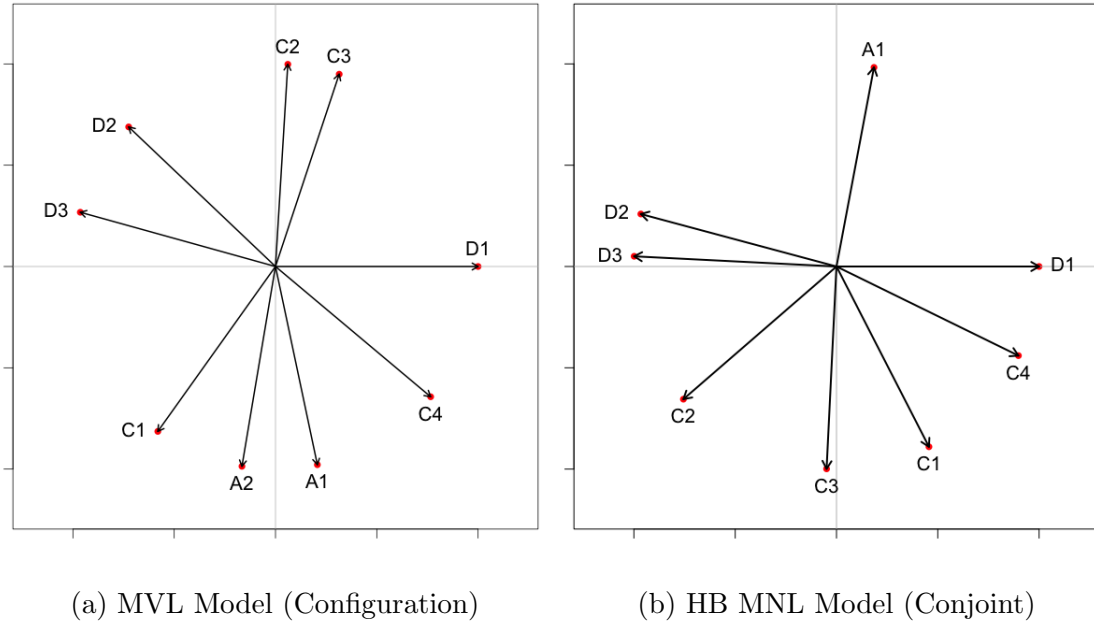 C2
C3
D2
D3
D1
C1
A2
A1
C4
A1
D2
D3
D1
C2
C3
C1
C4
(a) MVL Model (Configuration)
(b) HB MNL Model (Conjoint)